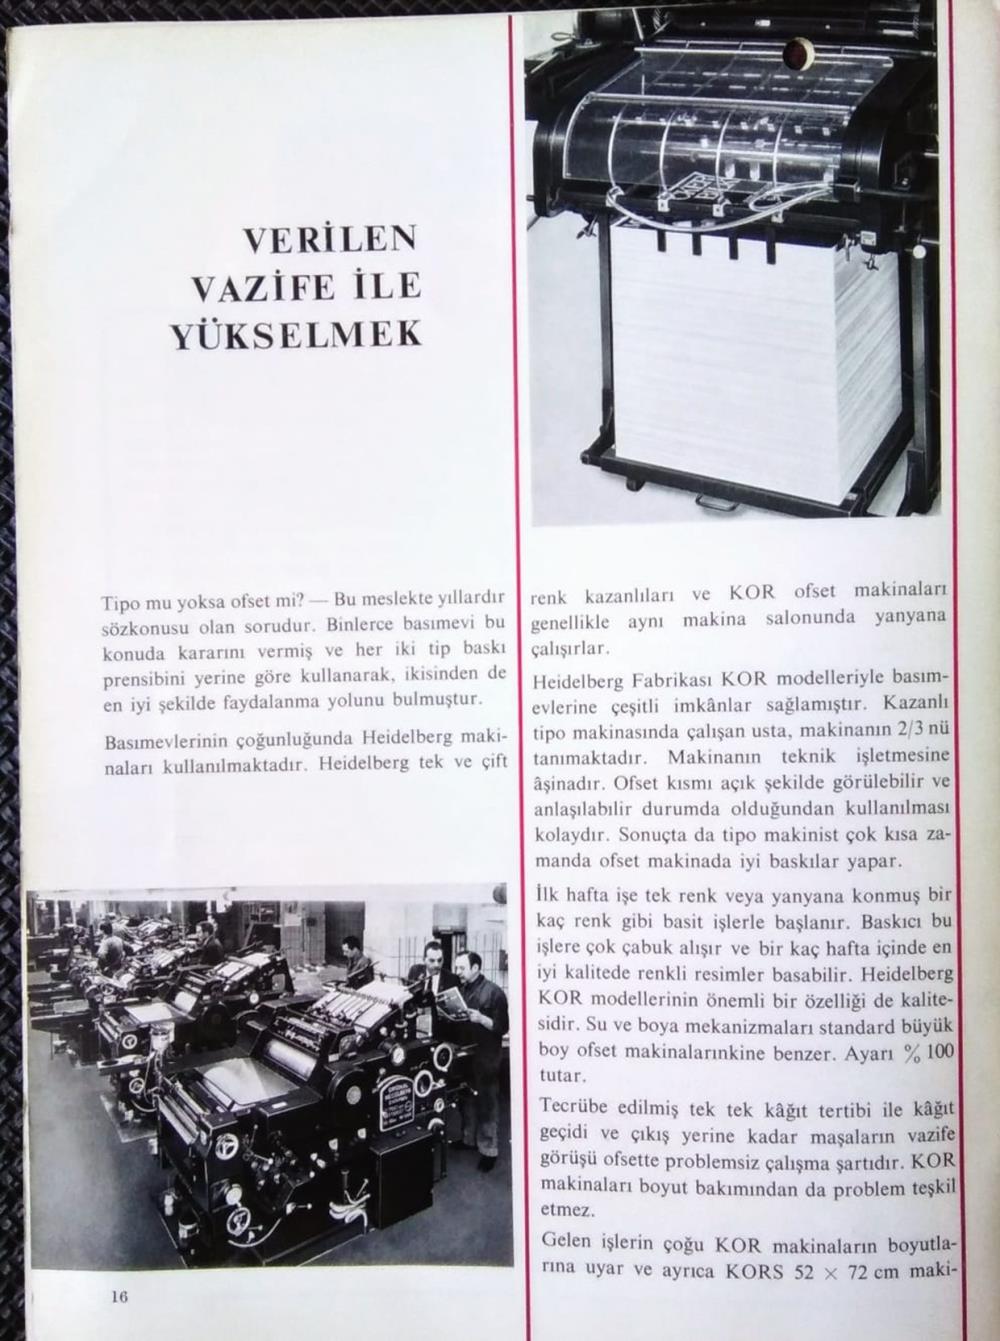 VERİLEN
VAZİFE İLE
YÜKSELMEK
Tipo mu yoksa ofset mi? — Bu meslekte yıllardır
sözkonusu olan sorudur. Binlerce basımevi bu
konuda kararını vermiş ve her iki tip baskı
prensibini yerine göre kullanarak, ikisinden de
en iyi şekilde faydalanma yolunu bulmuştur.
Basımevlerinin çoğunluğunda Heidelberg maki-
naları kullanılmaktadır. Heidelberg tek ve çift
renk kazanlıları ve KOR ofset makinaları
genellikle aynı makina salonunda yanyana
çalışırlar.
Heidelberg Fabrikası KOR modelleriyle basım-
evlerine çeşitli imkânlar sağlamıştır. Kazanlı
tipo makinasında çalışan usta, makinanın 2/3 nü
tanımaktadır. Makinanın teknik işletmesine
âşinadır. Ofset kısmı açık şekilde görülebilir ve
anlaşılabilir durumda olduğundan kullanılması
kolaydır. Sonuçta da tipo makinist çok kısa za-
manda ofset makinada iyi baskılar yapar.
İlk hafta işe tek renk veya yanyana konmuş bir
kaç renk gibi basit işlerle başlanır. Baskıcı bu
işlere çok çabuk alışır ve bir kaç hafta içinde en
iyi kalitede renkli resimler basabilir. Heidelberg
KOR modellerinin önemli bir özelliği de kalite-
sidir. Su ve boya mekanizmaları standard büyük
boy ofset makinalarınkine benzer. Ayarı % 100
tutar.
Tecrübe edilmiş tek tek kâğıt tertibi ile kâğıt
geçidi ve çıkış yerine kadar maşaların vazife
görüşü ofsette problemsiz çalışma şartıdır. KOR
makinaları boyut bakımından da problem teşkil
etmez.
Gelen işlerin çoğu KOR makinaların boyutla-
rına uyar ve ayrıca KORS 52 × 72 cm maki-
16